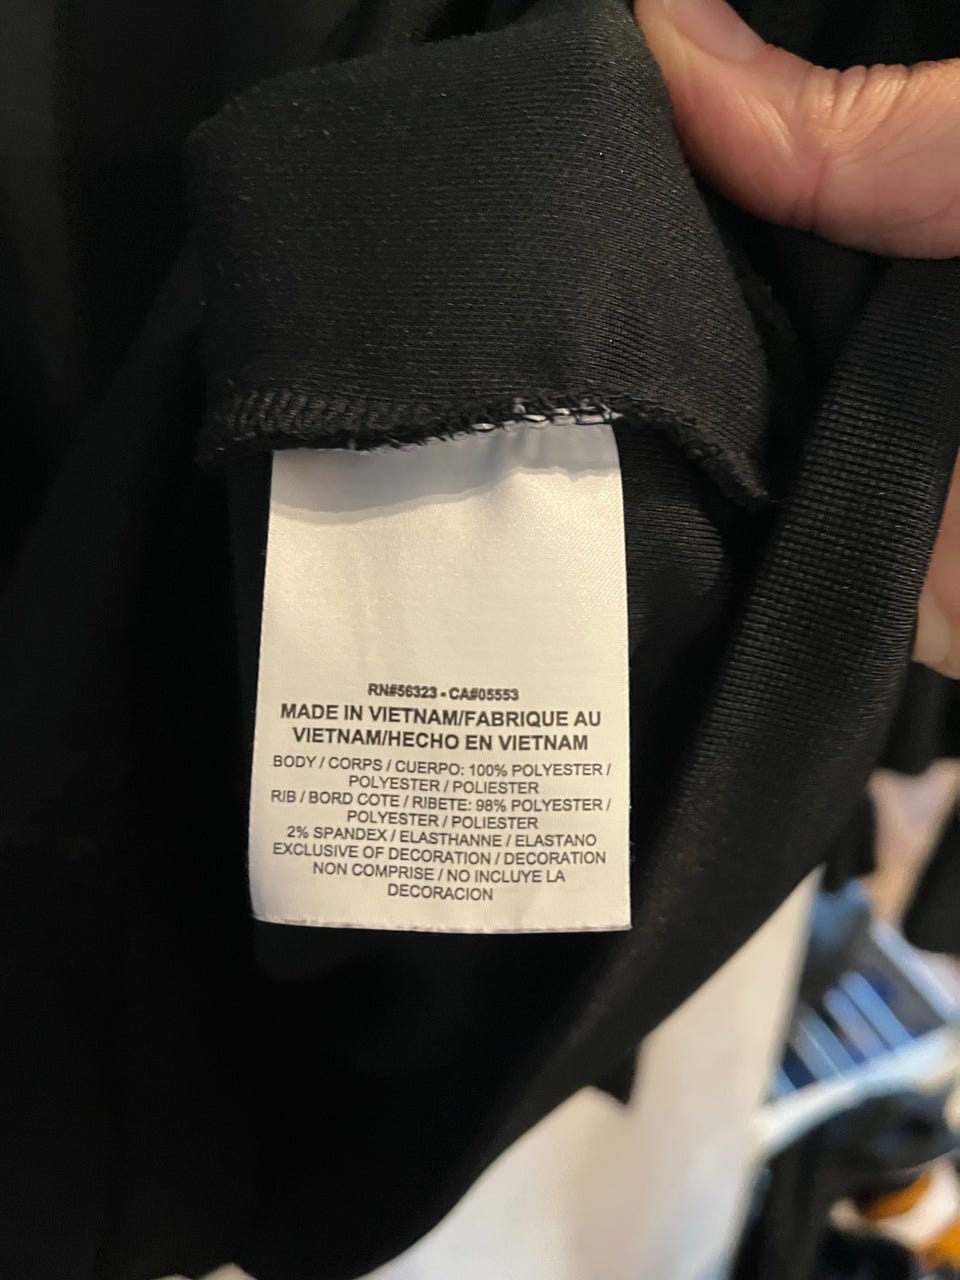 RN#56323 - CA#05553
MADE IN VIETNAM/FABRIQUE AU
VIETNAM/HECHO EN VIETNAM
BODY / CORPS / CUERPO: 100% POLYESTER /
POLYESTER / POLIESTER
RIB / BORD COTE / RIBETE: 98% POLYESTER /
POLYESTER / POLIESTER
2% SPANDEX / ELASTHANNE / ELASTANO
EXCLUSIVE OF DECORATION / DECORATION
NON COMPRISE / NO INCLUYE LA
DECORACION